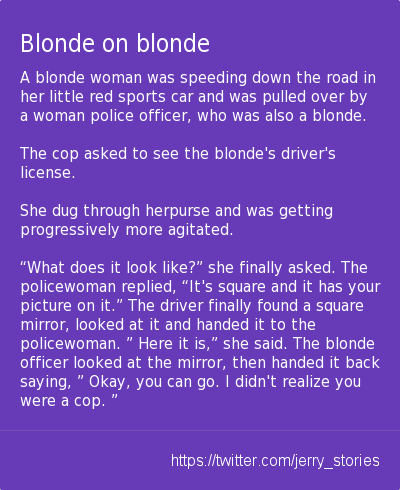 Blonde on blonde
A blonde woman was speeding down the road in
her little red sports car and was pulled over by
a woman police officer, who was also a blonde.
The cop asked to see the blonde's driver's
license.
She dug through herpurse and was getting
progressively more agitated.
“What does it look like?” she finally asked. The
policewoman replied, “It's square and it has your
picture on it.” The driver finally found a square
mirror, looked at it and handed it to the
policewoman. ” Here it is,” she said. The blonde
officer looked at the mirror, then handed it back
saying, ” Okay, you can go. I didn't realize you
were a cop. ”
https://twitter.com/jerry_stories